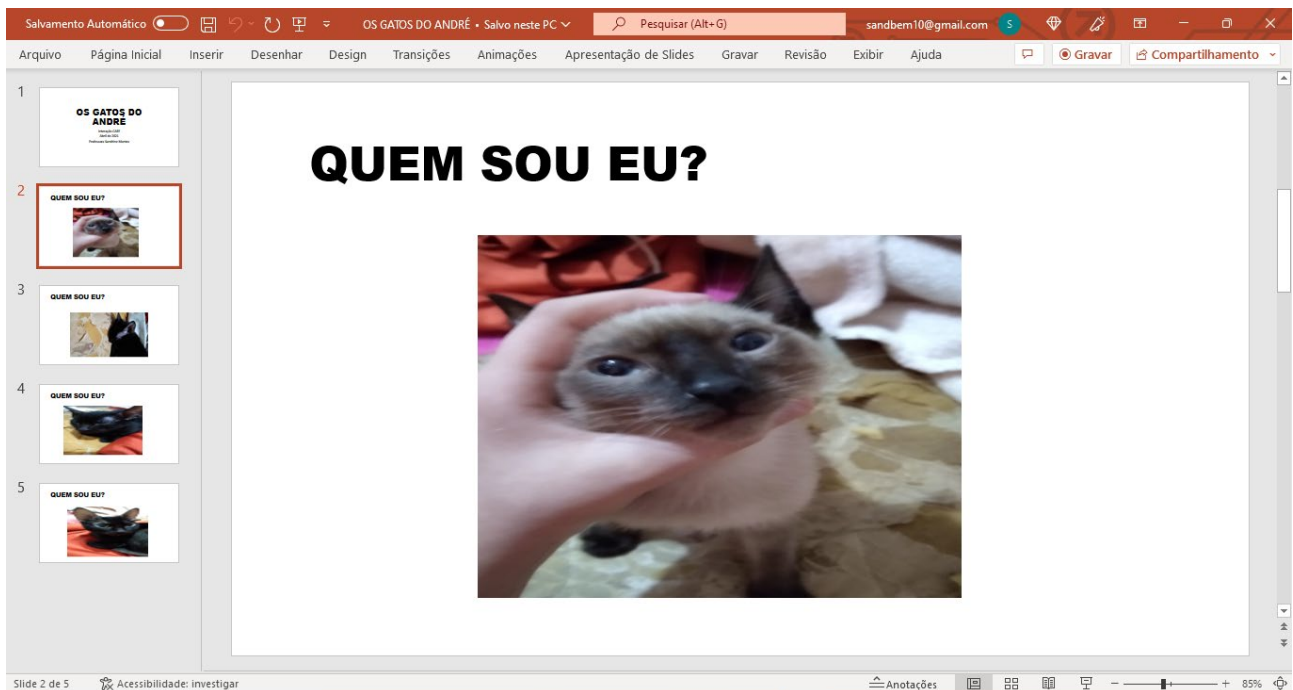 Salvamento Automático
OS GATOS DO ANDRÉ • Salvo neste PC
Pesquisar (Alt+G)
sandbem10@gmail.com
S
Arquivo Página Inicial Inserir Desenhar Design Transições Animações Apresentação de Slides Gravar Revisão Exibir Ajuda
Gravar
Compartilhamento
1
OS GATOS DO
ANDRÉ
2
QUEM SOU EU?
3
QUEM SOU EU?
4
QUEM SOU EU?
5
QUEM SOU EU?
QUEM SOU EU?
Slide 2 de 5
Acessibilidade: investigar
Anotações
85%